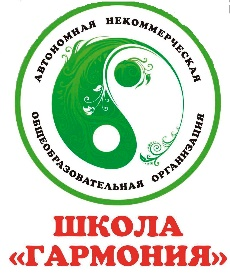 АВТОНОМНАЯ НЕКОММЕРЧЕСКАЯ
ОБЩЕОБРАЗОВАТЕЛЬНАЯ ОРГАНИЗАЦИЯ
ШКОЛА
«ГАРМОНИЯ»